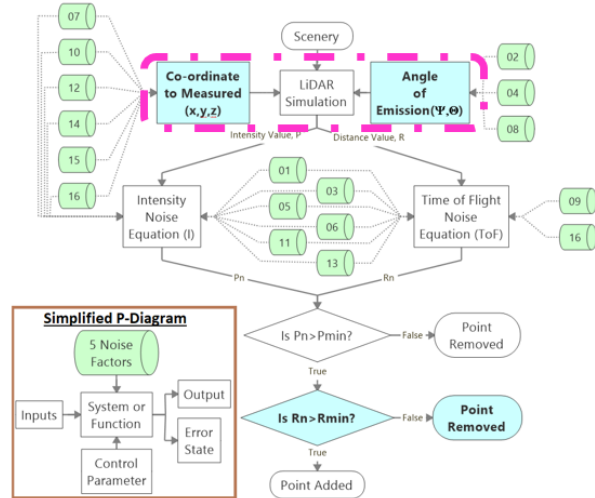 07
10
12
14
15
16
Scenery
Co-ordinate
to Measured
(x,y,z)
LiDAR
Simulation
Angle
of
Emission(Ψ,Θ)
02
04
08
Intensity Value, P
Distance Value, R
Intensity
Noise
Equation (I)
01
03
05
06
11
13
Time of Flight
Noise
Equation (ToF)
09
16
Pn
Rn
Is Pn>Pmin?
False
Point
Removed
True
Is Rn>Rmin?
False
Point
Removed
True
Point Added
Simplified P-Diagram
5 Noise
Factors
Inputs
System or
Function
Output
Error
State
Control
Parameter